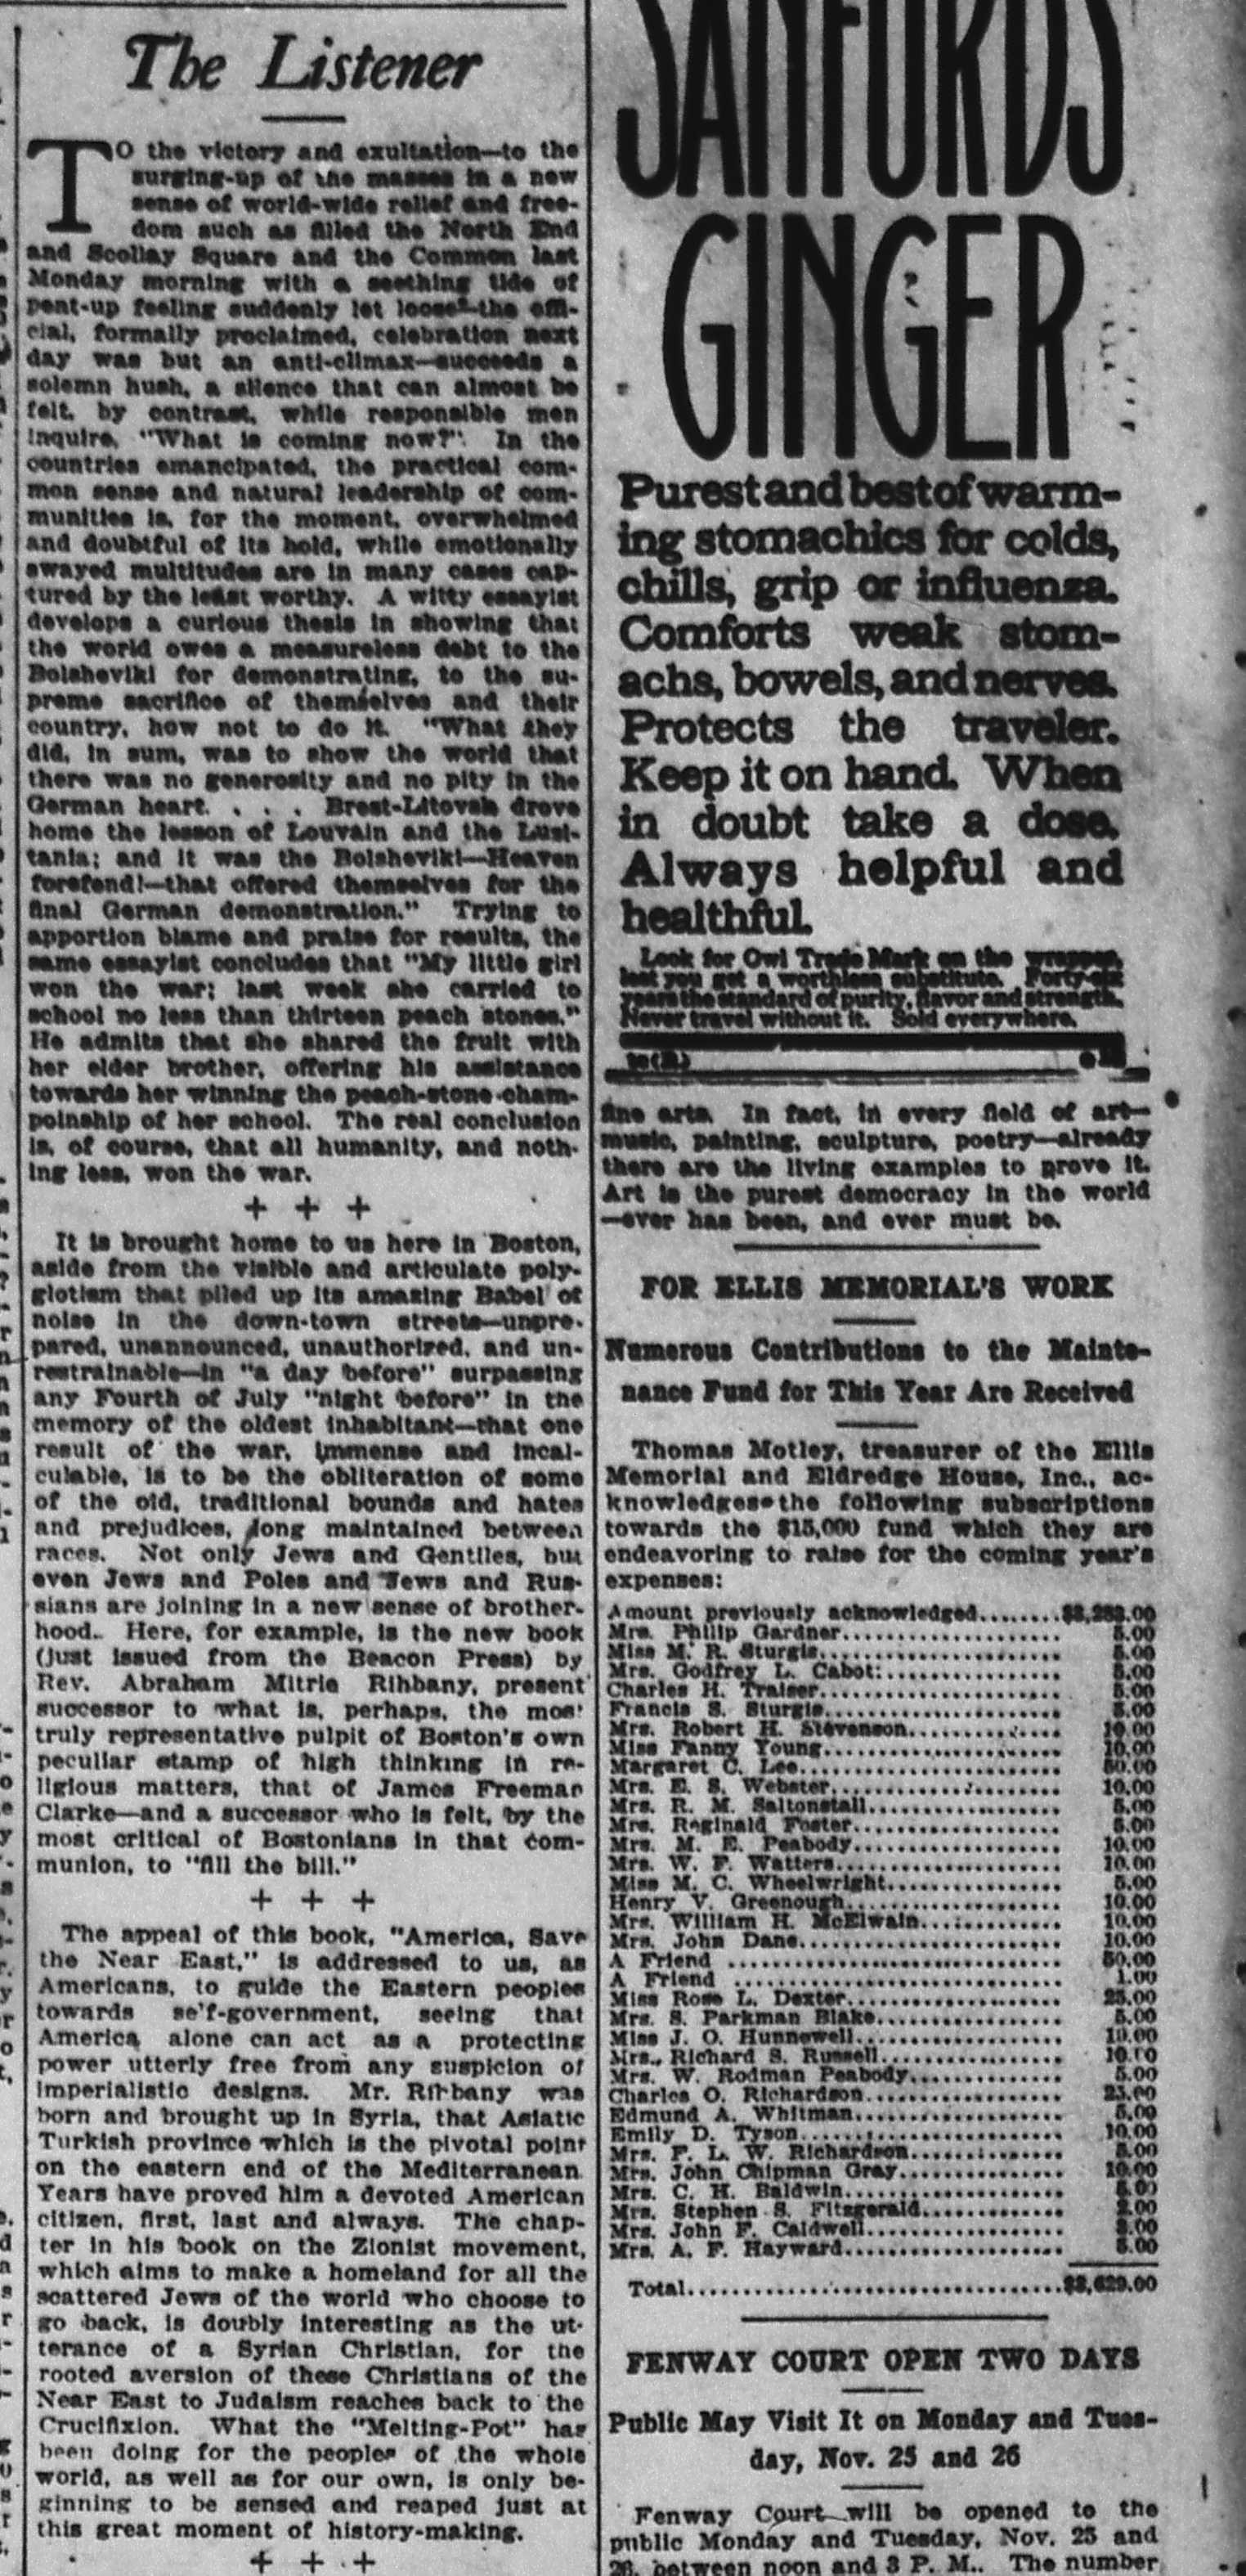 The Listener
TO the victory and exultation—to the
surging-up of the masses in a new
sense of world-wide relief and free-
dom such as filled the North End
and Scollay Square and the Common last
Monday morning with a seething tide of
pent-up feeling suddenly let loose—the offi-
cial, formally proclaimed, celebration next
day was but an anti-climax—succeeds a
solemn hush, a silence that can almost be
felt, by contrast, while responsible men
inquire, "What is coming now?" In the
countries emancipated, the practical com-
mon sense and natural leadership of com-
munities is, for the moment, overwhelmed
and doubtful of its hold, while emotionally
swayed multitudes are in many cases cap-
tured by the least worthy. A witty essayist
develops a curious thesis in showing that
the world owes a measureless debt to the
Bolsheviki for demonstrating, to the su-
preme sacrifice of themselves and their
country, how not to do it. "What they
did, in sum, was to show the world that
there was no generosity and no pity in the
German heart. . . . Brest-Litovsk drove
home the lesson of Louvain and the Lusi-
tania; and it was the Bolsheviki—Heaven
forefend!—that offered themselves for the
final German demonstration." Trying to
apportion blame and praise for results, the
same essayist concludes that "My little girl
won the war; last week she carried to
school no less than thirteen peach stones."
He admits that she shared the fruit with
her elder brother, offering his assistance
towards her winning the peach-stone cham-
poinship of her school. The real conclusion
is, of course, that all humanity, and noth-
ing less, won the war.
+ + +
It is brought home to us here in Boston,
aside from the visible and articulate poly-
glotism that piled up its amazing Babel of
noise in the down-town streets—unpre-
pared, unannounced, unauthorized, and un-
restrainable—in "a day before" surpassing
any Fourth of July "night before" in the
memory of the oldest inhabitant—that one
result of the war, immense and incal-
culable, is to be the obliteration of some
of the old, traditional bounds and hates
and prejudices, long maintained between
races. Not only Jews and Gentiles, but
even Jews and Poles and Jews and Rus-
sians are joining in a new sense of brother-
hood. Here, for example, is the new book
(just issued from the Beacon Press) by
Rev. Abraham Mitrie Rihbany, present
successor to what is, perhaps, the most
truly representative pulpit of Boston's own
peculiar stamp of high thinking in re-
ligious matters, that of James Freeman
Clarke—and a successor who is felt, by the
most critical of Bostonians in that com-
munion, to "fill the bill."
+ + +
The appeal of this book, "America, Save
the Near East," is addressed to us, as
Americans, to guide the Eastern peoples
towards self-government, seeing that
America alone can act as a protecting
power utterly free from any suspicion of
imperialistic designs. Mr. Rihbany was
born and brought up in Syria, that Asiatic
Turkish province which is the pivotal point
on the eastern end of the Mediterranean.
Years have proved him a devoted American
citizen, first, last and always. The chap-
ter in his book on the Zionist movement,
which aims to make a homeland for all the
scattered Jews of the world who choose to
go back, is doubly interesting as the ut-
terance of a Syrian Christian, for the
rooted aversion of these Christians of the
Near East to Judaism reaches back to the
Crucifixion. What the "Melting-Pot" has
been doing for the peoples of the whole
world, as well as for our own, is only be-
ginning to be sensed and reaped just at
this great moment of history-making.
+ + +
SANFORD'S
GINGER
Purest and best of warm-
ing stomachics for colds,
chills, grip or influenza.
Comforts weak stom-
achs, bowels, and nerves.
Protects the traveler.
Keep it on hand. When
in doubt take a dose.
Always helpful and
healthful.
Look for Owl Trade Mark on the wrapper,
lest you get a worthless substitute. Forty-six
years the standard of purity, flavor and strength.
Never travel without it. Sold everywhere.
fine arts. In fact, in every field of art—
music, painting, sculpture, poetry—already
there are the living examples to prove it.
Art is the purest democracy in the world
—ever has been, and ever must be.
FOR ELLIS MEMORIAL'S WORK
Numerous Contributions to the Mainte-
nance Fund for This Year Are Received
Thomas Motley, treasurer of the Ellis
Memorial and Eldredge House, Inc., ac-
knowledges the following subscriptions
towards the $15,000 fund which they are
endeavoring to raise for the coming year's
expenses:
Amount previously acknowledged........
Mrs. Philip Gardner.................... 5.00
Miss M. R. Sturgis.................... 5.00
Mrs. Godfrey L. Cabot.................... 5.00
Charles H. Traiser.................... 5.00
Francis S. Sturgis.................... 5.00
Mrs. Robert H. Stevenson.............. 10.00
Miss Fanny Young.................... 10.00
Margaret C. Lee.................... 50.00
Mrs. E. S. Webster.................... 10.00
Mrs. R. M. Saltonstall.................. 5.00
Mrs. Reginald Foster.................... 5.00
Mrs. M. E. Peabody.................... 10.00
Mrs. W. F. Watters.................... 10.00
Miss M. C. Wheelwright................ 5.00
Henry V. Greenough.................... 10.00
Mrs. William H. McElwain.............. 10.00
Mrs. John Dane.................... 10.00
A Friend .................... 50.00
A Friend .................... 1.00
Miss Rose L. Dexter.................... 25.00
Mrs. S. Parkman Blake.................. 5.00
Miss J. O. Hunnewell.................... 10.00
Mrs. Richard S. Russell.................. 10.00
Mrs. W. Rodman Peabody................ 5.00
Charles O. Richardson.................. 25.00
Edmund A. Whitman.................... 5.00
Emily D. Tyson.................... 10.00
Mrs. F. L. W. Richardson.............. 5.00
Mrs. John Chipman Gray................ 10.00
Mrs. C. H. Baldwin.................... 5.00
Mrs. Stephen S. Fitzgerald.............. 2.00
Mrs. John F. Caldwell.................. 3.00
Mrs. A. F. Hayward.................... 5.00
Total....................$3,629.00
FENWAY COURT OPEN TWO DAYS
Public May Visit It on Monday and Tues-
day, Nov. 25 and 26
Fenway Court will be opened to the
public Monday and Tuesday, Nov. 25 and
26, between noon and 3 P. M.. The number